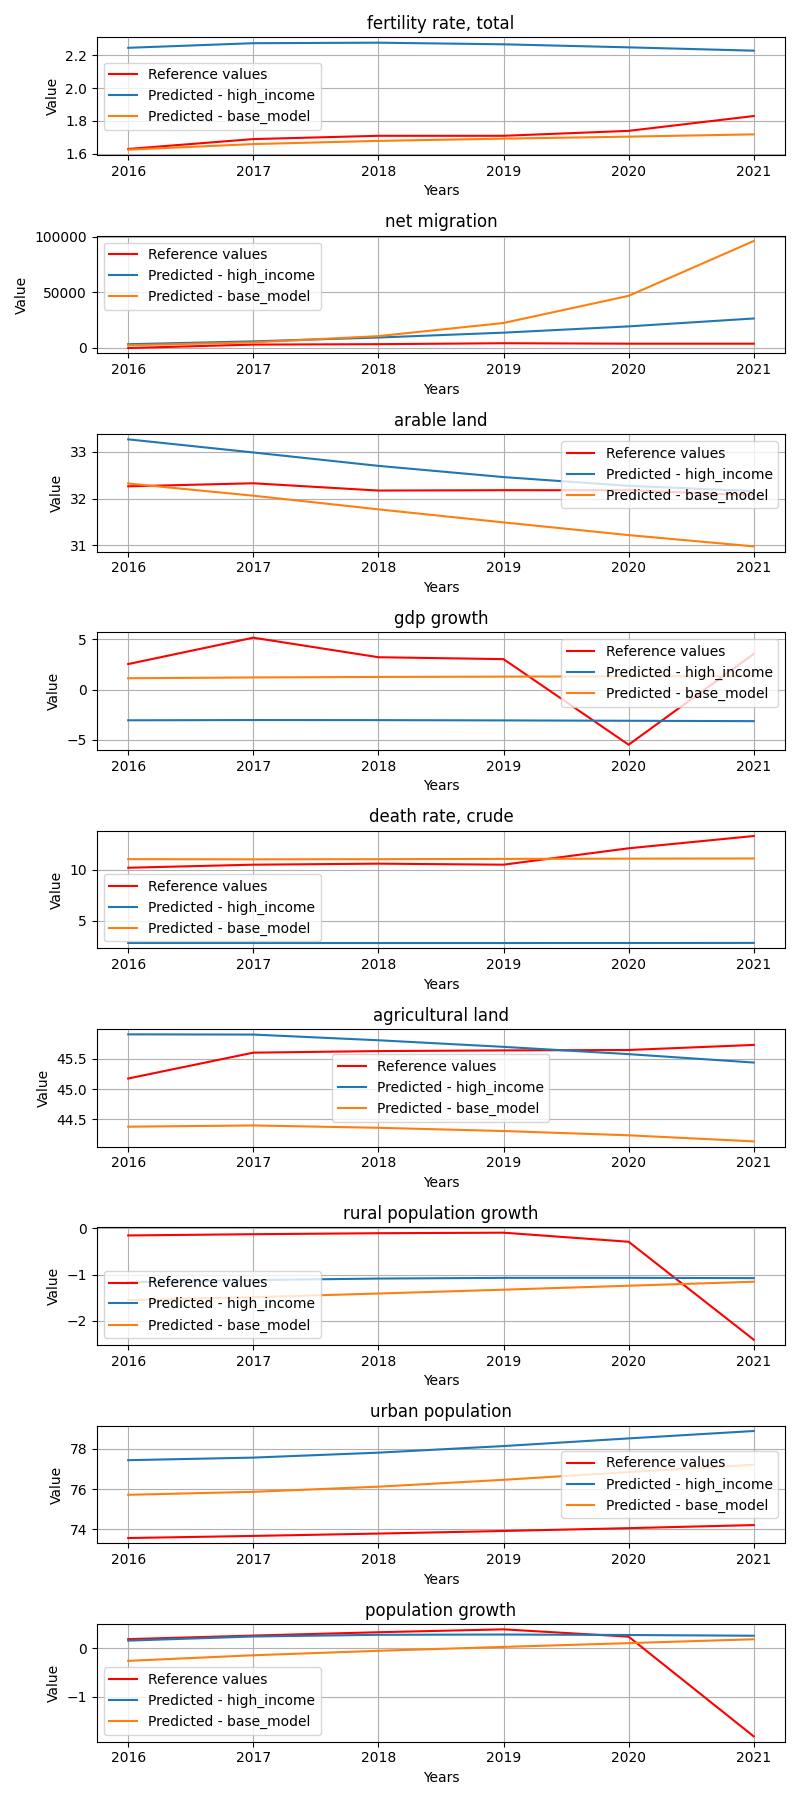 fertility rate, total
2.2
2.0
1.8
1.6
Value
Reference values
Predicted - high_income
Predicted - base_model
2016 2017 2018 2019 2020 2021
Years
net migration
100000
50000
0
Value
Reference values
Predicted - high_income
Predicted - base_model
2016 2017 2018 2019 2020 2021
Years
arable land
33
32
31
Value
Reference values
Predicted - high_income
Predicted - base_model
2016 2017 2018 2019 2020 2021
Years
gdp growth
5
0
−5
Value
Reference values
Predicted - high_income
Predicted - base_model
2016 2017 2018 2019 2020 2021
Years
death rate, crude
10
5
Value
Reference values
Predicted - high_income
Predicted - base_model
2016 2017 2018 2019 2020 2021
Years
agricultural land
45.5
45.0
44.5
Value
Reference values
Predicted - high_income
Predicted - base_model
2016 2017 2018 2019 2020 2021
Years
rural population growth
0
−1
−2
Value
Reference values
Predicted - high_income
Predicted - base_model
2016 2017 2018 2019 2020 2021
Years
urban population
78
76
74
Value
Reference values
Predicted - high_income
Predicted - base_model
2016 2017 2018 2019 2020 2021
Years
population growth
0
−1
Value
Reference values
Predicted - high_income
Predicted - base_model
2016 2017 2018 2019 2020 2021
Years